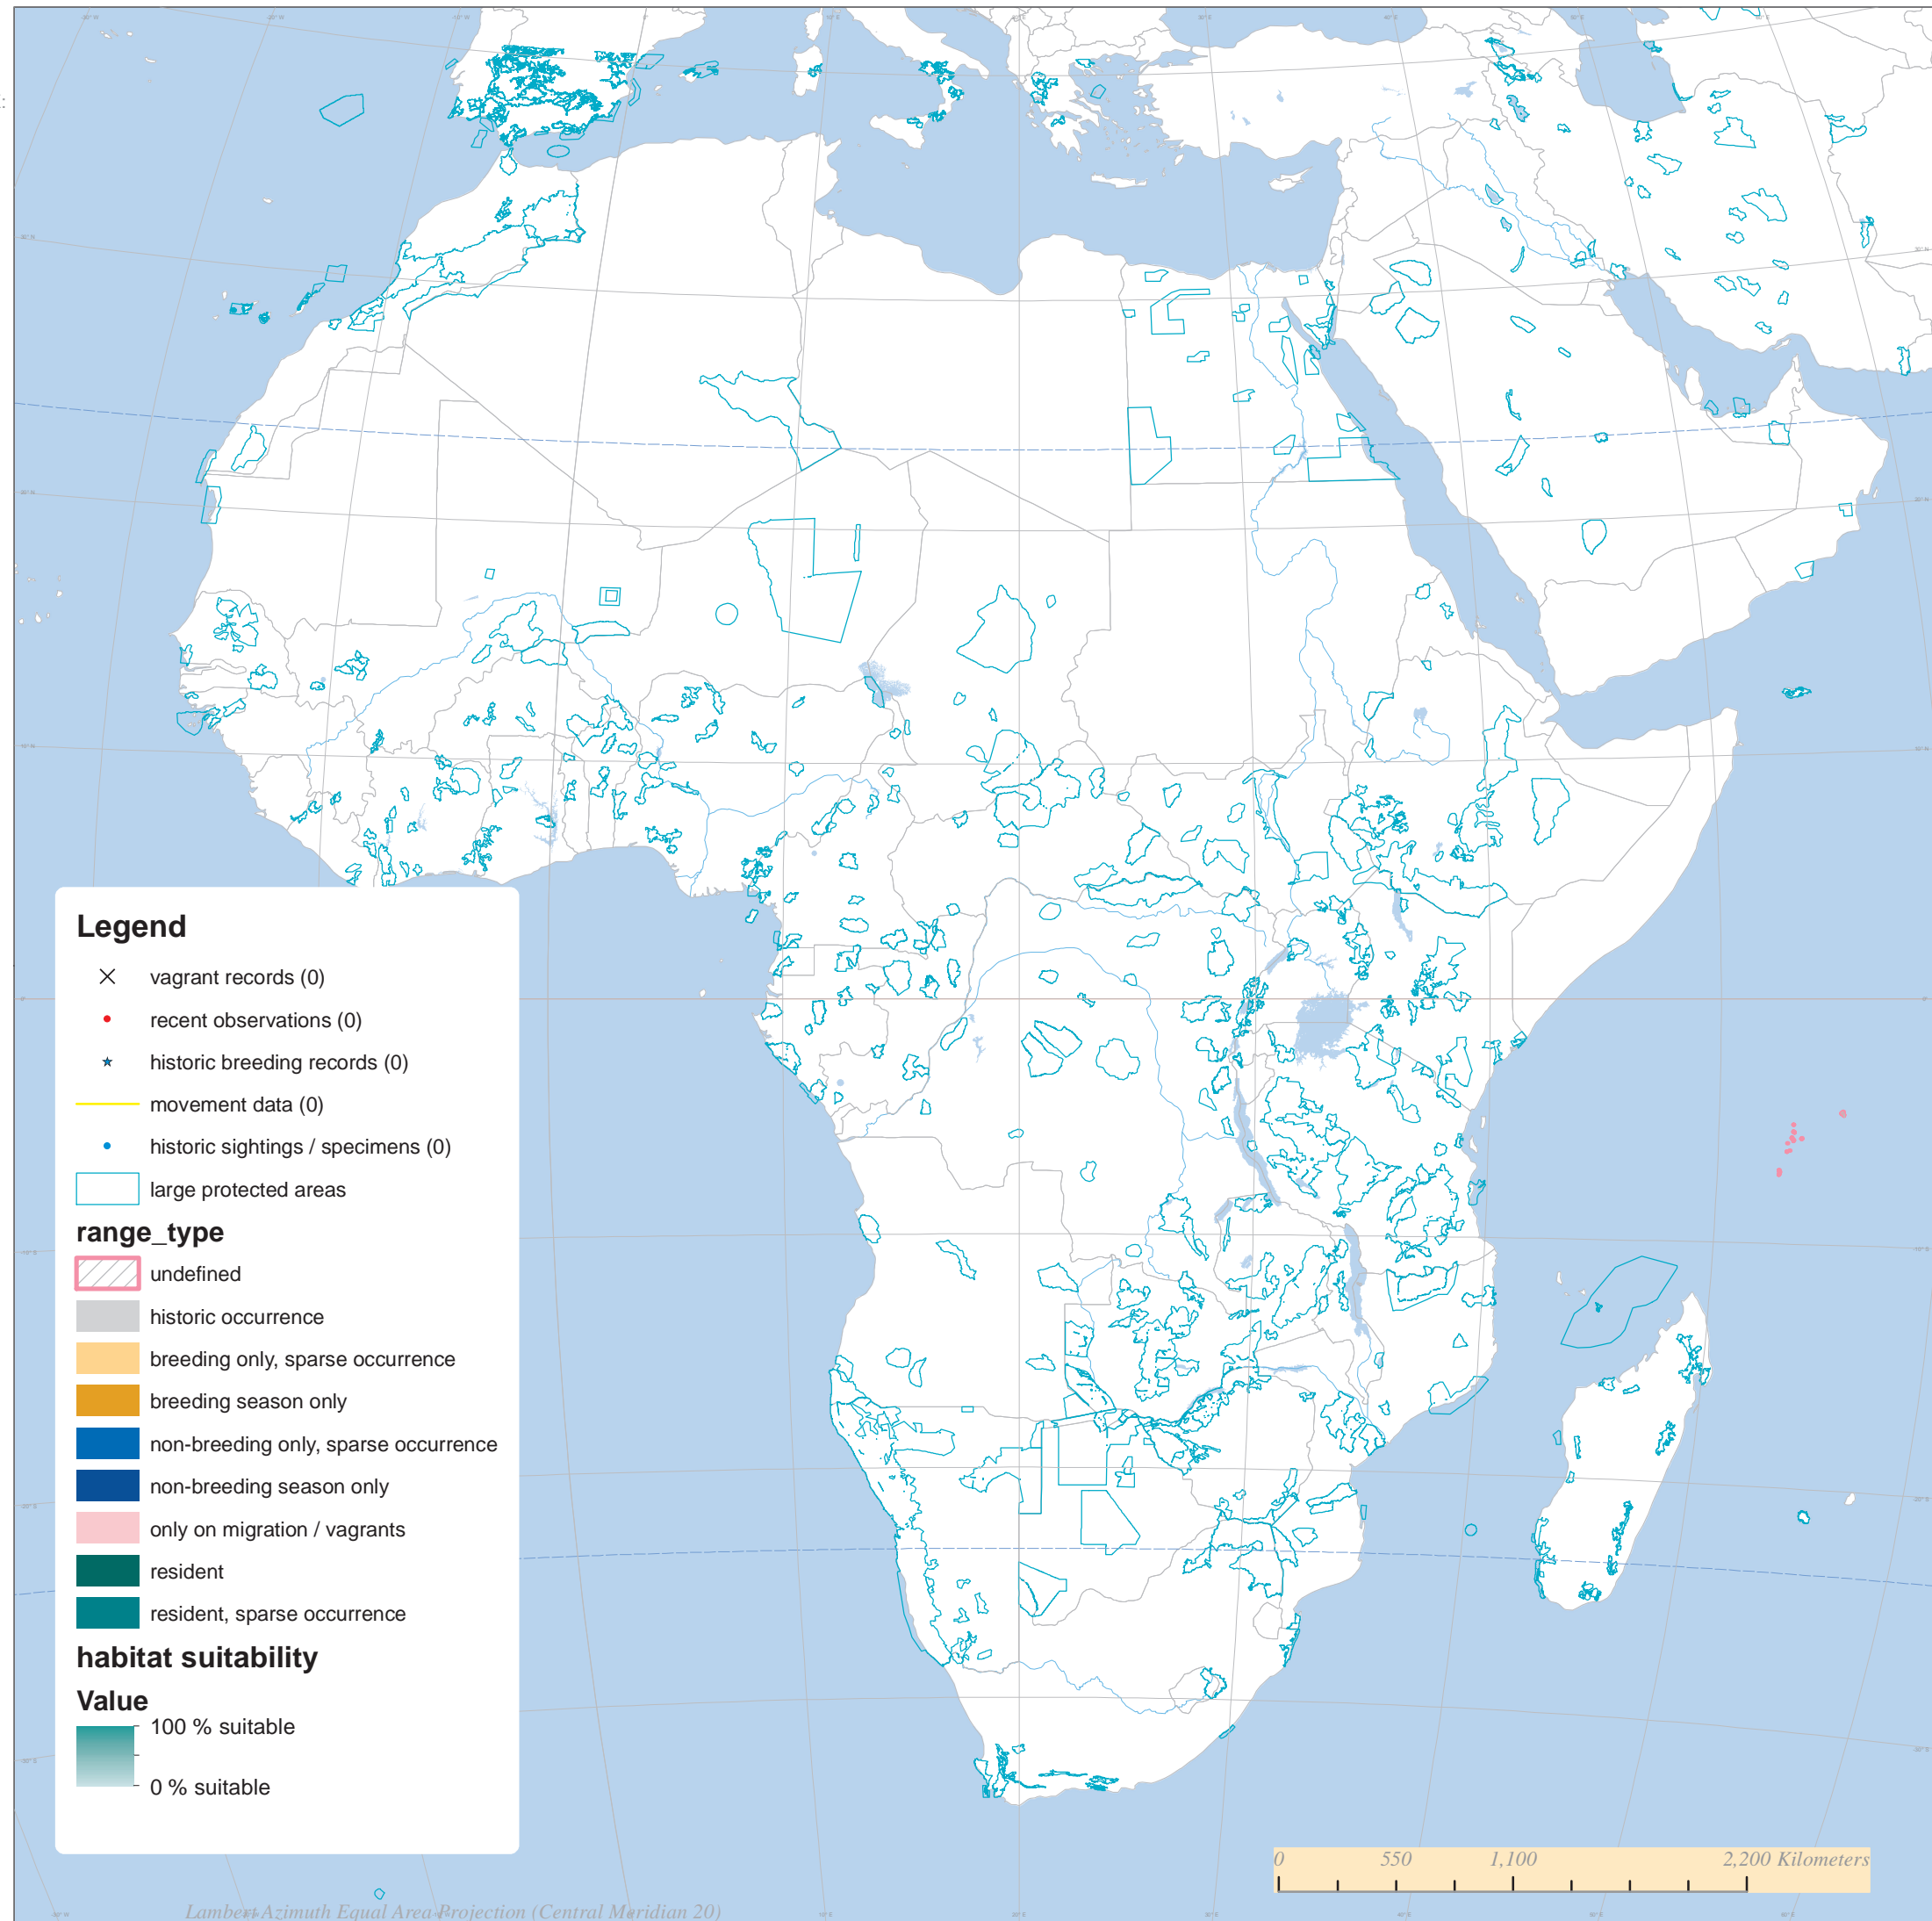 Legend
vagrant records (0)
recent observations (0)
historic breeding records (0)
movement data (0)
historic sightings / specimens (0)
large protected areas
range_type
undefined
historic occurrence
breeding only, sparse occurrence
breeding season only
non-breeding only, sparse occurrence
non-breeding season only
only on migration / vagrants
resident
resident, sparse occurrence
habitat suitability
Value
100 % suitable
0 % suitable
0 550 1,100 2,200 Kilometers
Lambert Azimuth Equal Area Projection (Central Meridian 20)